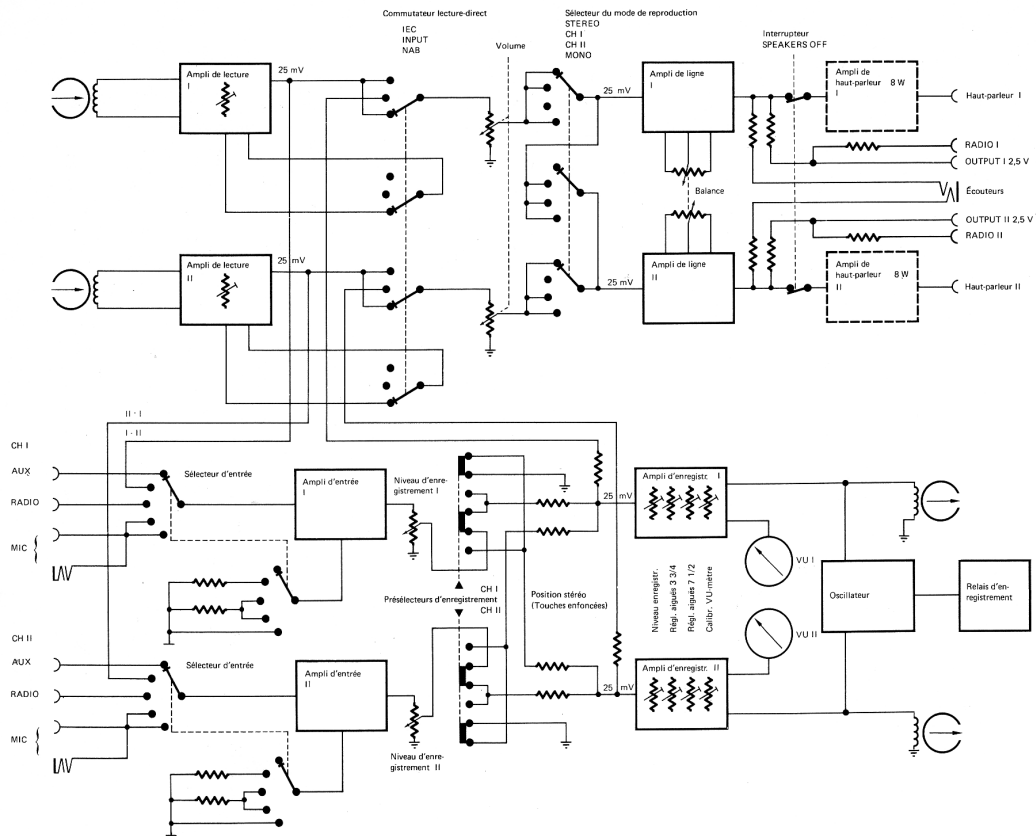 Commutateur lecture-direct
IEC
INPUT
NAB
Volume
Sélecteur du mode de reproduction
STEREO
CH I
CH II
MONO
Interrupteur
SPEAKERS OFF
Ampli de lecture
I
25 mV
25 mV
Ampli de ligne
I
Ampli de
haut-parleur 8 W
I
Haut-parleur I
RADIO I
OUTPUT I 2,5 V
Balance
Écouteurs
OUTPUT II 2,5 V
RADIO II
Ampli de lecture
II
25 mV
25 mV
Ampli de ligne
II
Ampli de
haut-parleur 8 W
II
Haut-parleur II
II - I
I - II
CH I
AUX
RADIO
MIC
Sélecteur d'entrée
Ampli d'entrée
I
Niveau d'enre-
gistrement I
25 mV
Ampli d'enregistr. I
VU I
CH I
Présélecteurs d'enregistrement
CH II
Position stéréo
(Touches enfoncées)
Niveau enregistr.
Régl. aiguës 3 3/4
Régl. aiguës 7 1/2
Calibr. VU-mètre
Oscillateur
Relais d'en-
registrement
VU II
CH II
AUX
RADIO
MIC
Sélecteur d'entrée
Ampli d'entrée
II
Niveau d'enre-
gistrement II
25 mV
Ampli d'enregistr. II